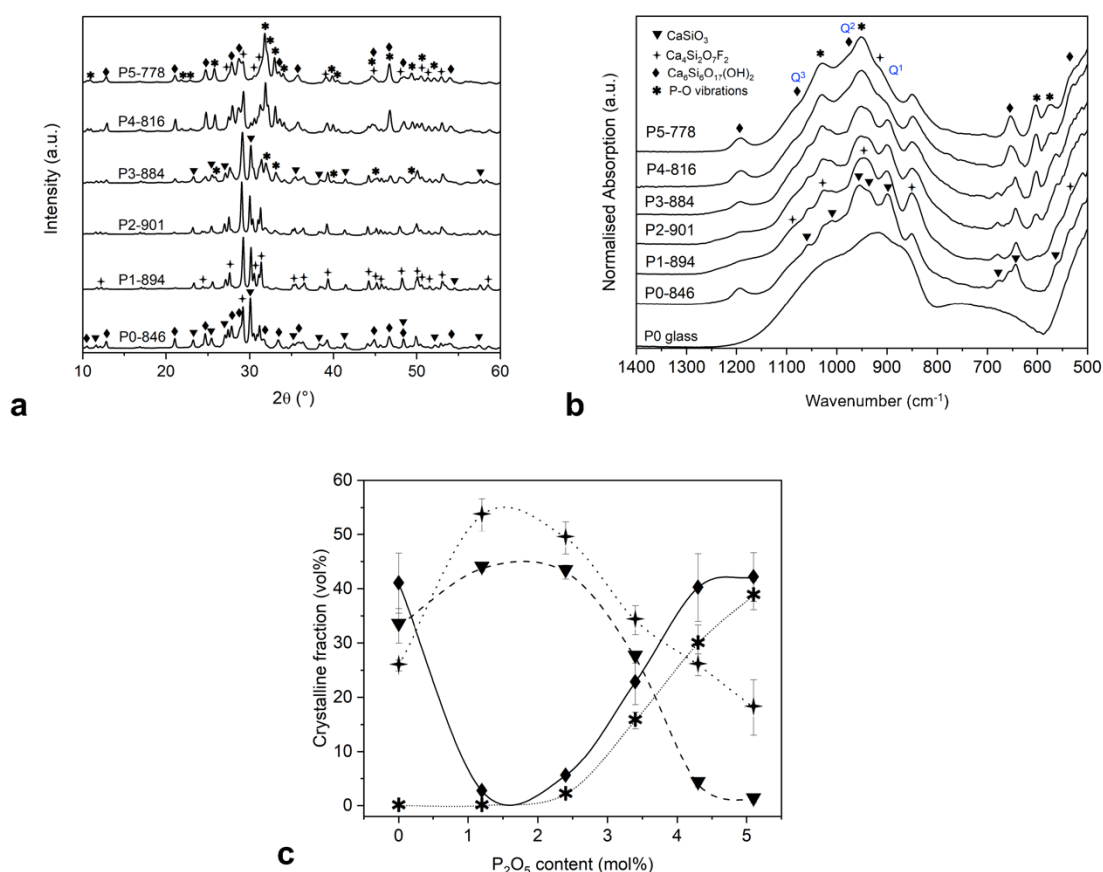 Intensity (a.u.)
P5-778
P4-816
P3-884
P2-901
P1-894
P0-846
10 20 30 40 50 60
2θ (°)
a
Normalised Absorption (a.u.)
CaSiO₃
Ca₄Si₂O₇F₂
Ca₆Si₆O₁₇(OH)₂
P-O vibrations
Q²
Q³
Q¹
P5-778
P4-816
P3-884
P2-901
P1-894
P0-846
P0 glass
1400 1300 1200 1100 1000 900 800 700 600 500
Wavenumber (cm⁻¹)
b
Crystalline fraction (vol%)
60
50
40
30
20
10
0
0 1 2 3 4 5
P₂O₅ content (mol%)
c